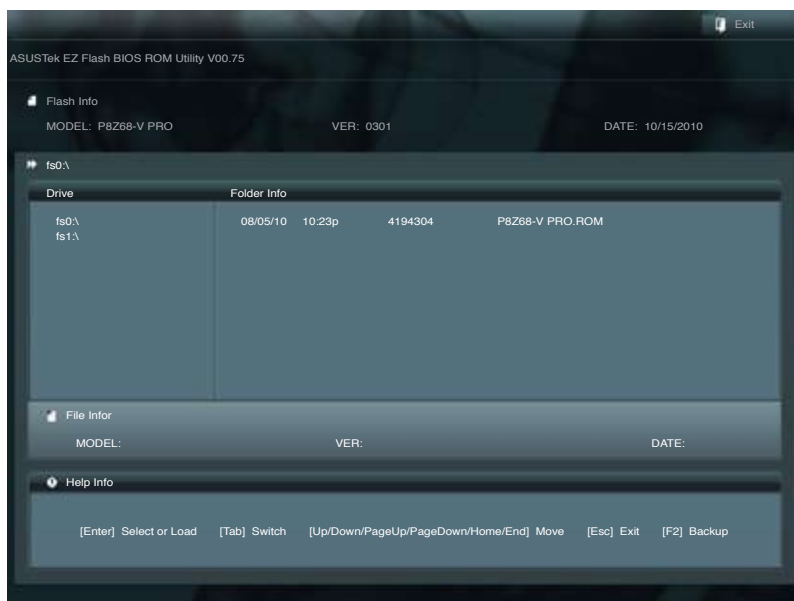 Exit
ASUSTek EZ Flash BIOS ROM Utility V00.75
Flash Info
MODEL: P8Z68-V PRO VER: 0301 DATE: 10/15/2010
fs0:\
Drive Folder Info
fs0:\ 08/05/10 10:23p 4194304 P8Z68-V PRO.ROM
fs1:\
File Infor
MODEL: VER: DATE:
Help Info
[Enter] Select or Load [Tab] Switch [Up/Down/PageUp/PageDown/Home/End] Move [Esc] Exit [F2] Backup